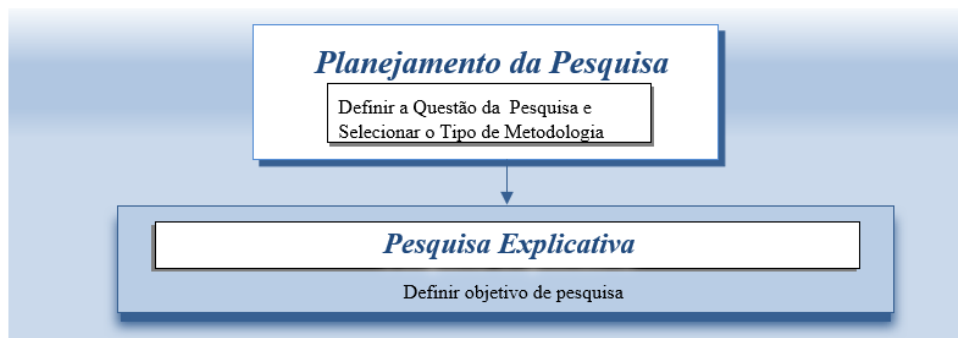 Planejamento da Pesquisa
Definir a Questão da Pesquisa e
Selecionar o Tipo de Metodologia
Pesquisa Explicativa
Definir objetivo de pesquisa